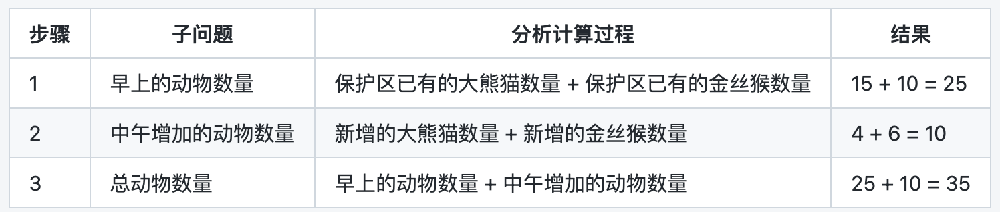 步骤 子问题 分析计算过程 结果
1 早上的动物数量 保护区已有的大熊猫数量 + 保护区已有的金丝猴数量 15 + 10 = 25
2 中午增加的动物数量 新增的大熊猫数量 + 新增的金丝猴数量 4 + 6 = 10
3 总动物数量 早上的动物数量 + 中午增加的动物数量 25 + 10 = 35